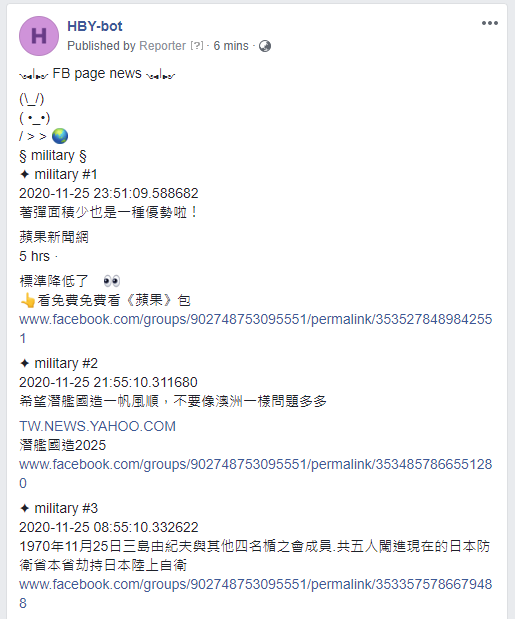 H
HBY-bot
Published by Reporter [?] · 6 mins ·
FB page news
(\_/)
( •_•)
/ > > 🌏
§ military §
✦ military #1
2020-11-25 23:51:09.588682
著彈面積少也是一種優勢啦！
蘋果新聞網
5 hrs ·
標準降低了 👀
👆看免費免費看《蘋果》包
www.facebook.com/groups/902748753095551/permalink/353527848984255
1
✦ military #2
2020-11-25 21:55:10.311680
希望潛艦國造一帆風順，不要像澳洲一樣問題多多
TW.NEWS.YAHOO.COM
潛艦國造2025
www.facebook.com/groups/902748753095551/permalink/353485786655128
0
✦ military #3
2020-11-25 08:55:10.332622
1970年11月25日三島由紀夫與其他四名楯之會成員.共五人闖進現在的日本防
衛省本省劫持日本陸上自衛
www.facebook.com/groups/902748753095551/permalink/353357578667948
8